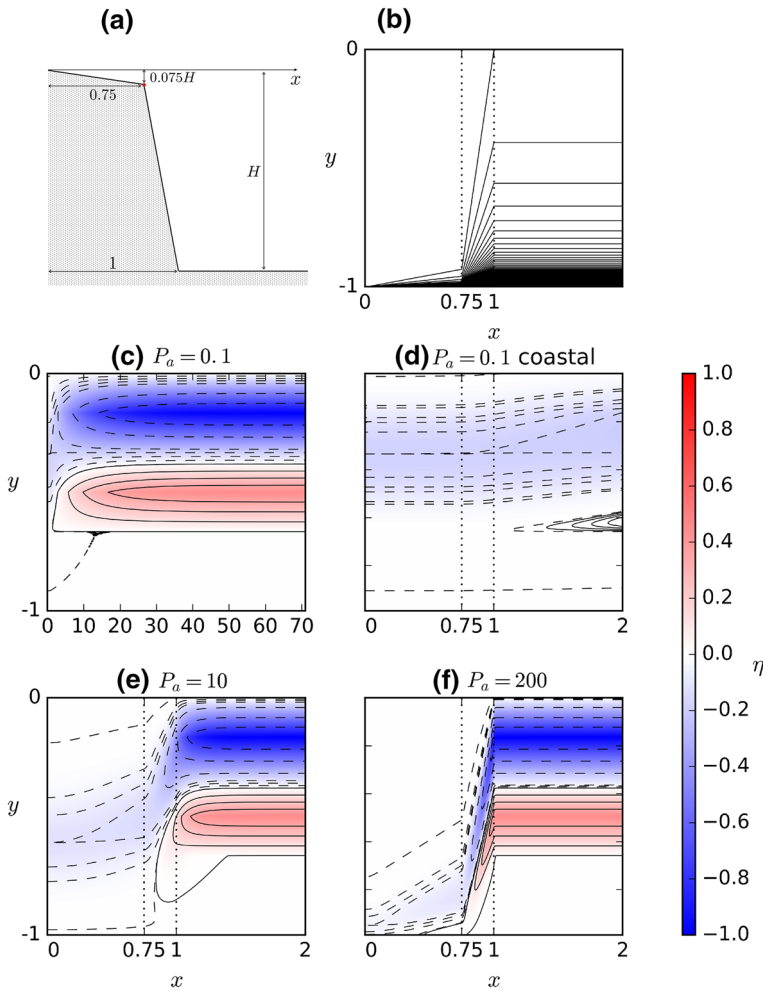 (a) (b)
x 0.075H
0.75
H
1
0
y
-1
0 0.75 1 2
x
(c) P_a = 0.1 (d) P_a = 0.1 coastal
0
y
-1
0 10 20 30 40 50 60 70
0 0.75 1 2
(e) P_a = 10 (f) P_a = 200
0
y
-1
0 0.75 1 2
x
-1
0 0.75 1 2
x
1.0
0.8
0.6
0.4
0.2
0.0
−0.2
−0.4
−0.6
−0.8
−1.0
η